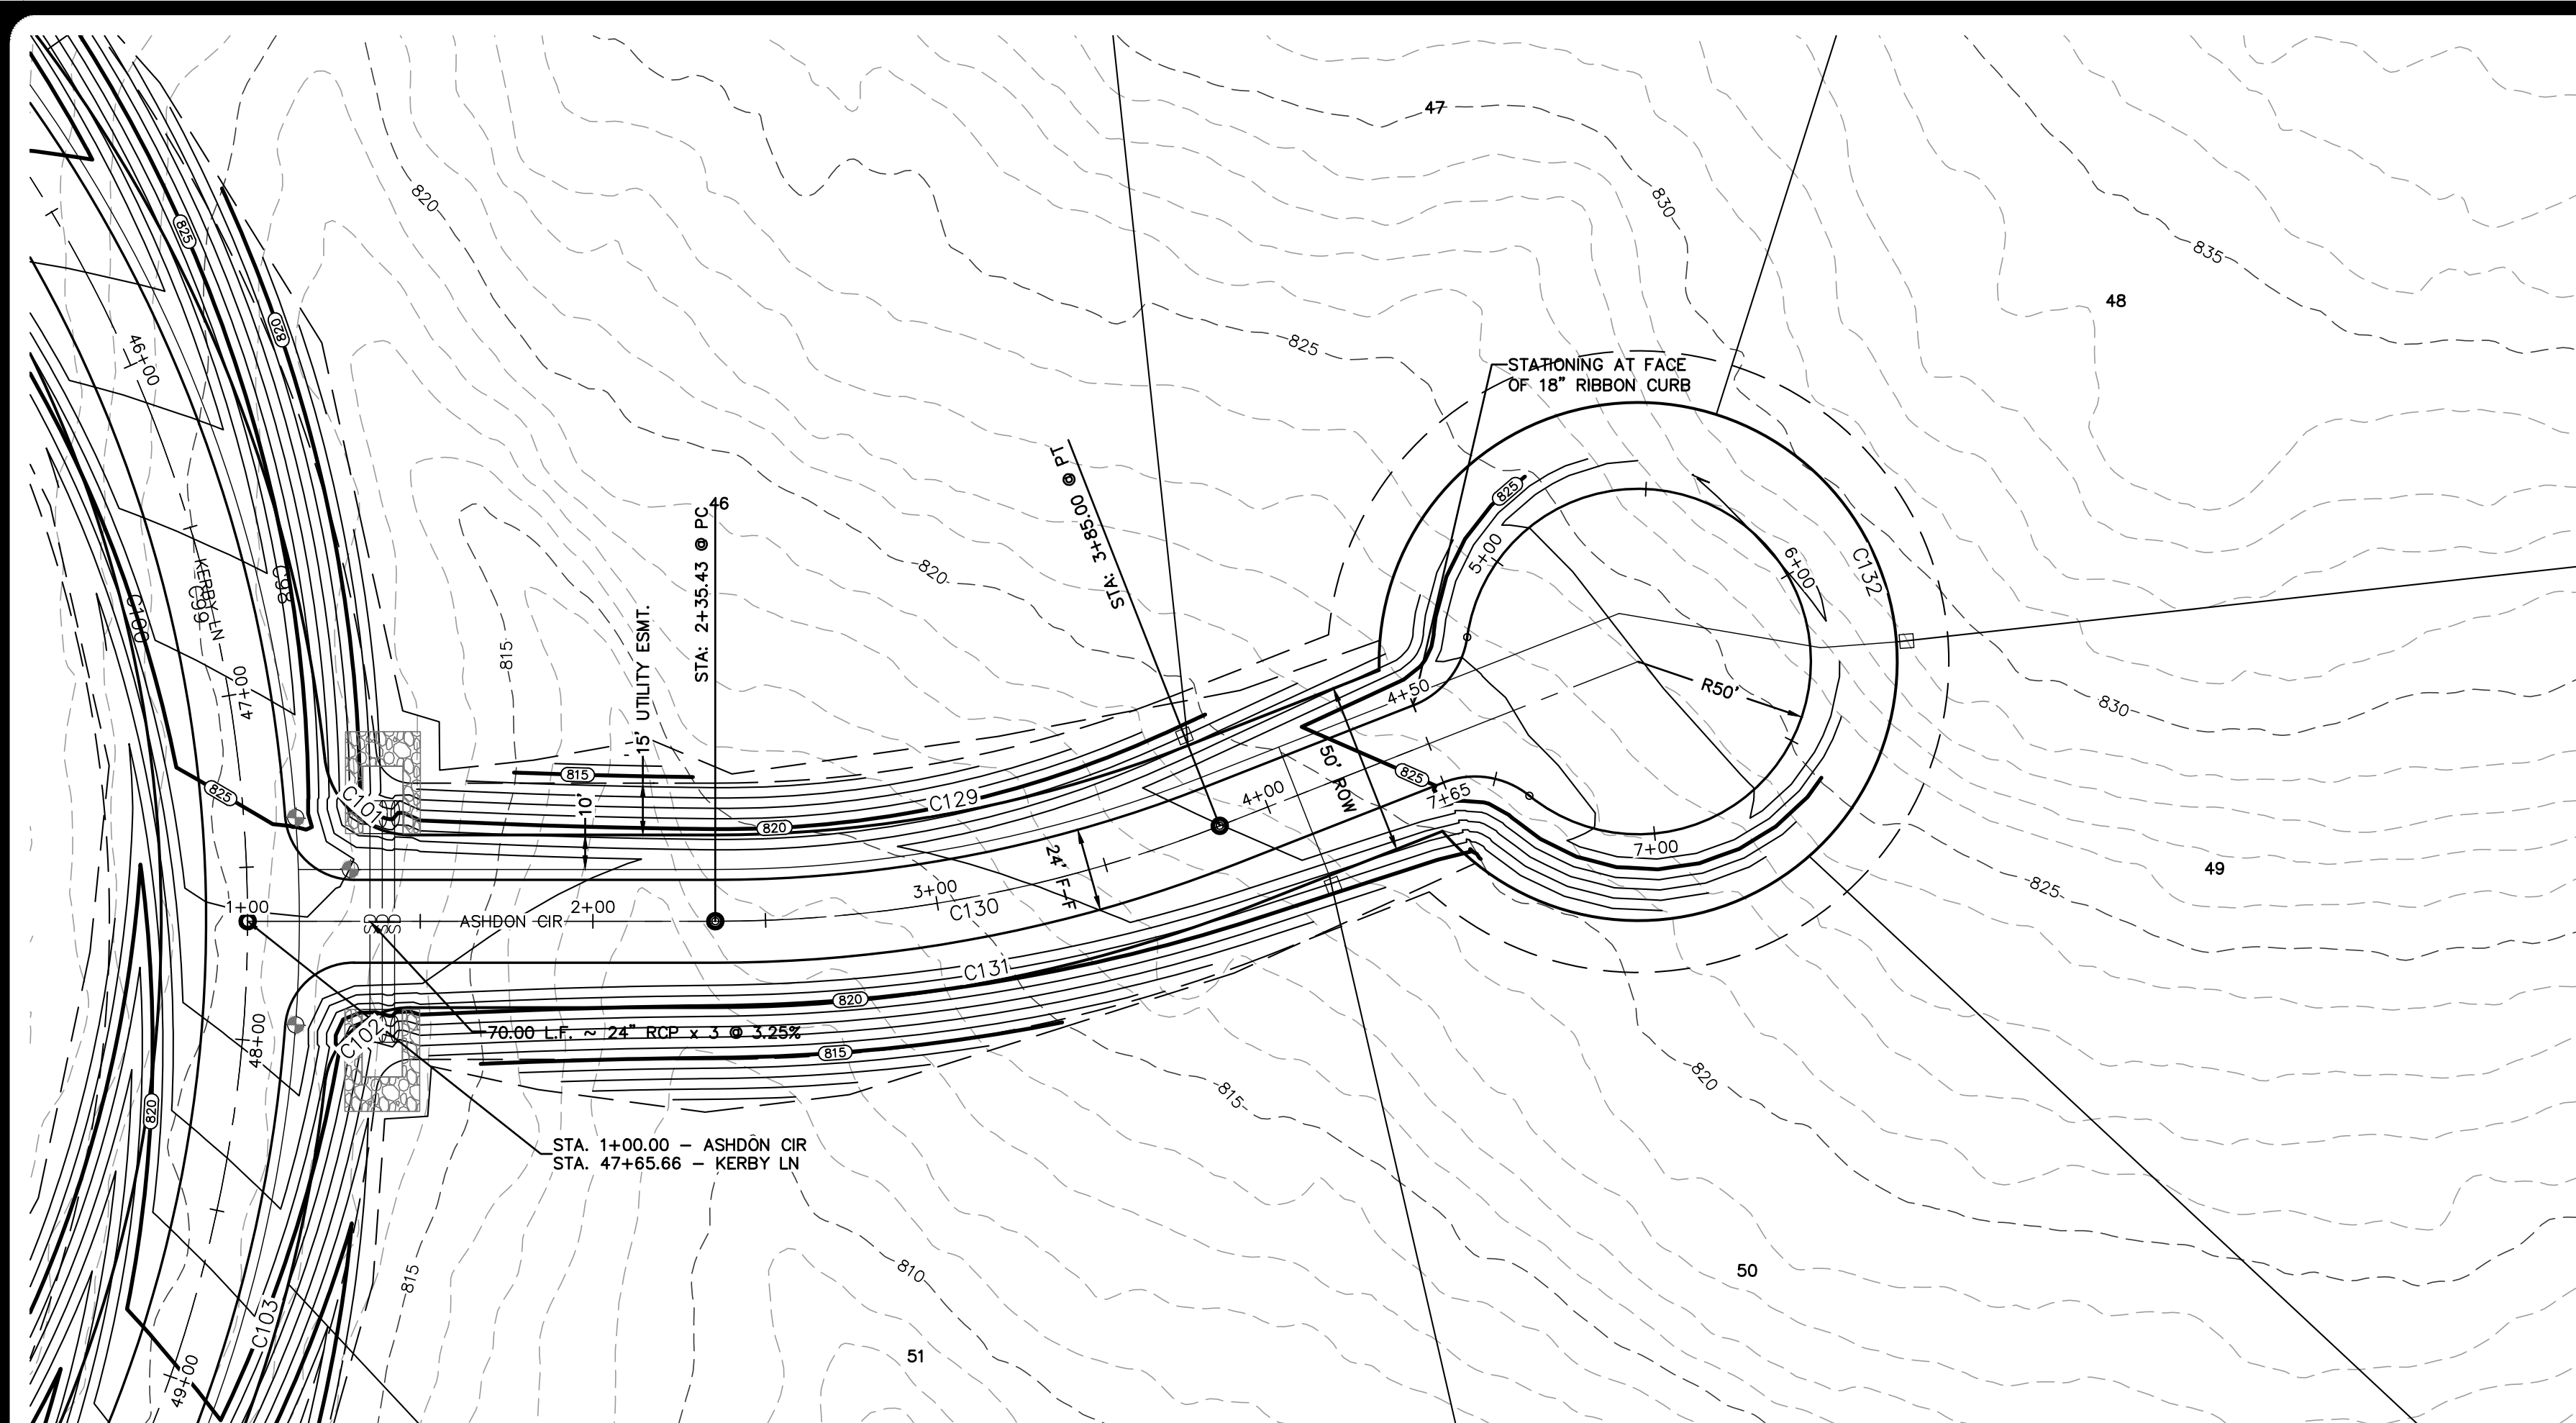 47
820
830
825
835
48
820
46+00
825
STATIONING AT FACE
OF 18" RIBBON CURB
STA: 3+85.00 @ PT
46
STA: 2+35.43 @ PC
825
5+00
6+00
C132
820
C98
KERBY LN
C99
C100
815
15' UTILITY ESMT.
47+00
R50'
4+50
830
815
825
50' ROW
825
C101
10'
C129
4+00
7+65
820
7+00
24' F-F
49
825
1+00
2+00
3+00
C130
ASHDON CIR
SD
SD
SD
C131
820
48+00
C102
70.00 L.F. ~ 24" RCP x 3 @ 3.25%
815
820
815
820
STA. 1+00.00 - ASHDON CIR
STA. 47+65.66 - KERBY LN
815
810
50
C103
51
49+00